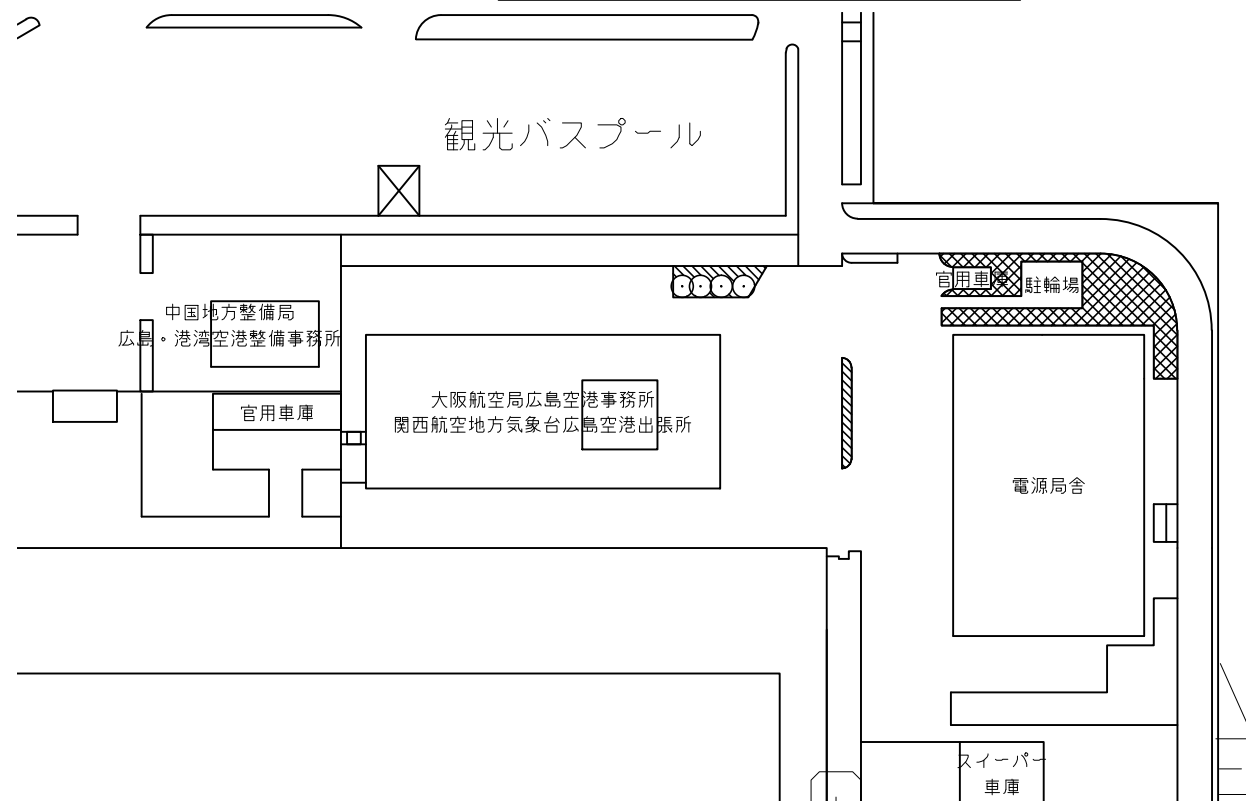 観光バスプール
官用車庫
駐輪場
中国地方整備局
広島・港湾空港整備事務所
大阪航空局広島空港事務所
関西航空地方気象台広島空港出張所
官用車庫
電源局舎
スイーパー
車庫